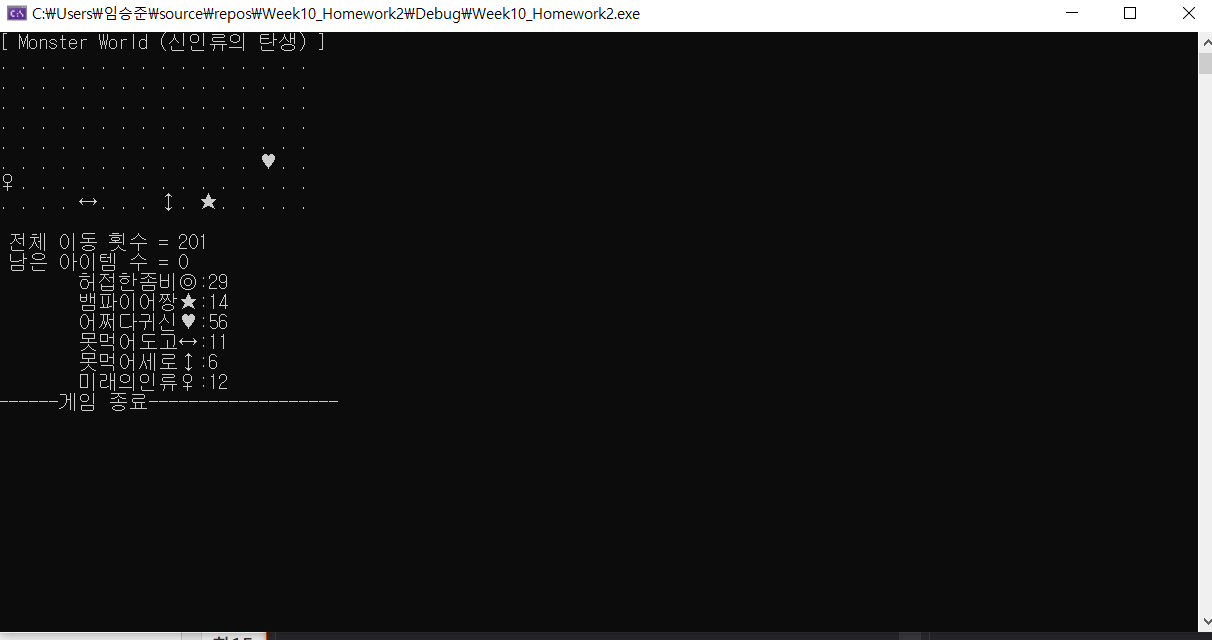 C:\Users\임승준\source\repos\Week10_Homework2\Debug\Week10_Homework2.exe
[ Monster World (신인류의 탄생) ]
. . . . . . . . . . . . . . . .
. . . . . . . . . . . . . . . .
. . . . . . . . . . . . . . . .
. . . . . . . . . . . . . . . .
. . . . . . . . . . . . . . . .
. . . . . . . . . . . . . ♥. .
♀. . . . . . . . . . . . . . .
. . . . ↔. . . ↕. ★. . . . .
전체 이동 횟수 = 201
남은 아이템 수 = 0
허접한좀비◎:29
뱀파이어짱★:14
어쩌다귀신♥:56
못먹어도고↔:11
못먹어세로↕:6
미래의인류♀:12
------게임 종료-------------------